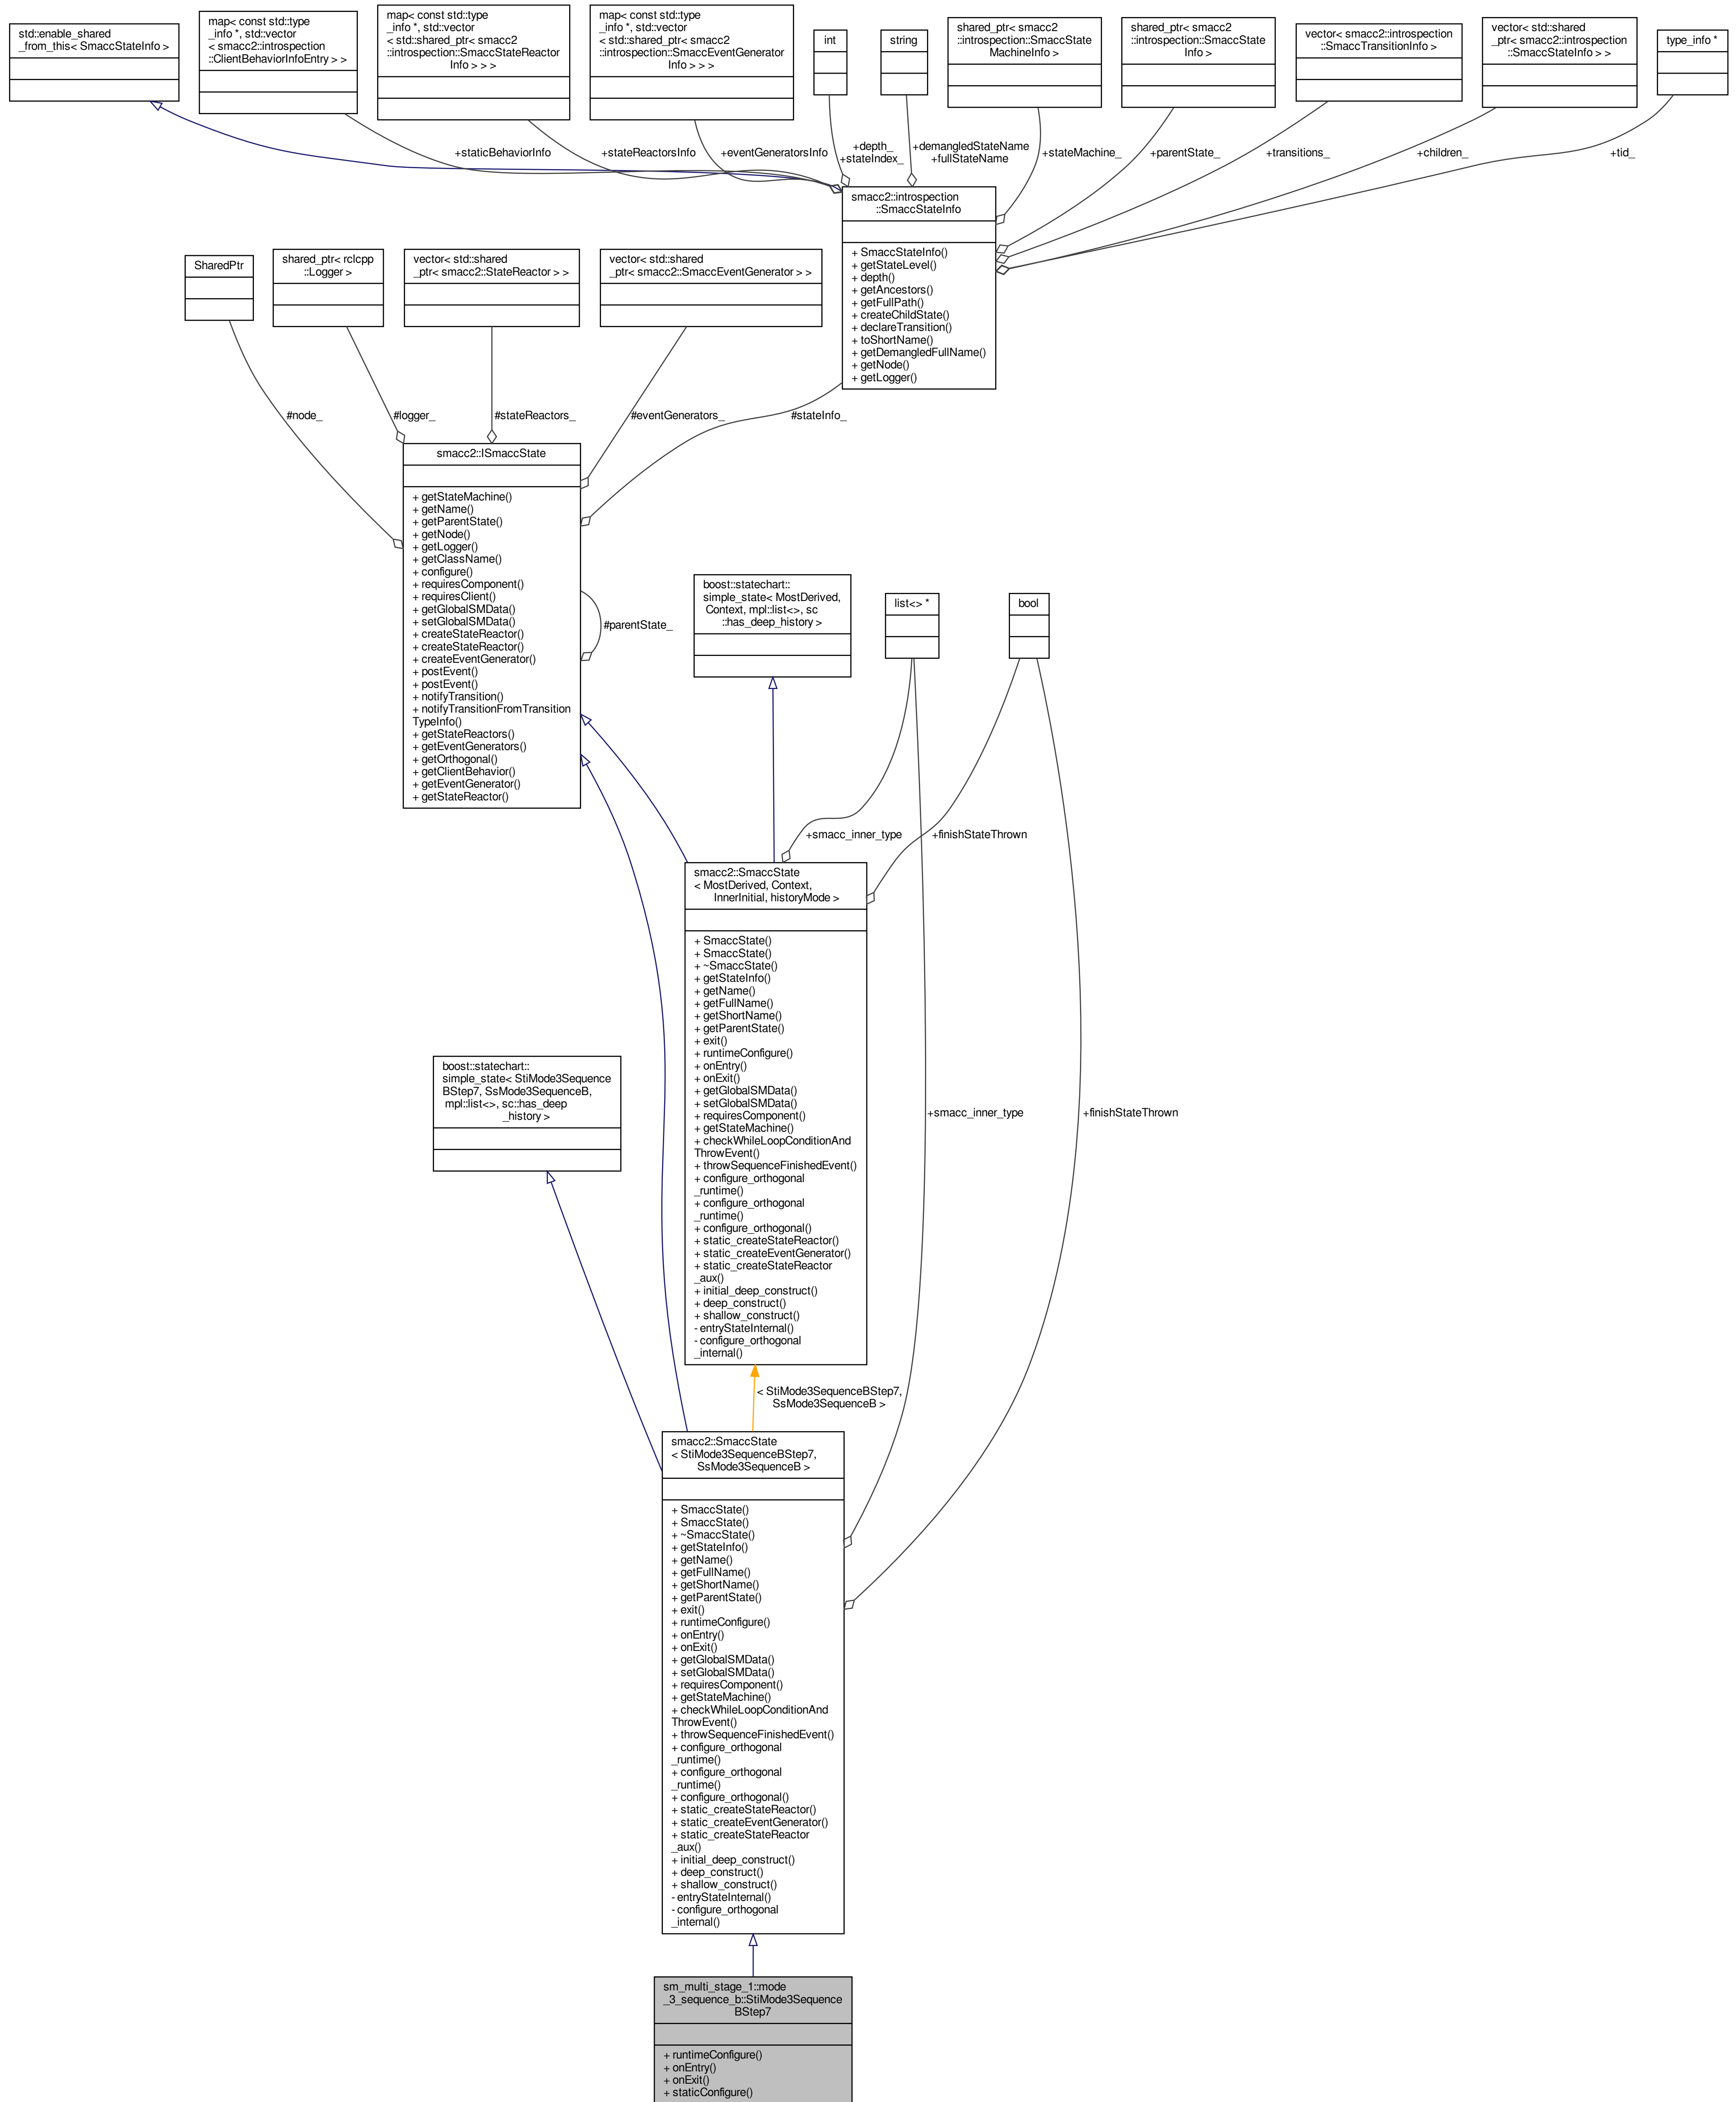 std::enable_shared
_from_this< SmaccStateInfo >
map< const std::type
_info *, std::vector
< smacc2::introspection
::ClientBehaviorInfoEntry > >
map< const std::type
_info *, std::vector
< std::shared_ptr< smacc2
::introspection::SmaccStateReactor
Info > > >
map< const std::type
_info *, std::vector
< std::shared_ptr< smacc2
::introspection::SmaccEventGenerator
Info > > >
int
string
shared_ptr< smacc2
::introspection::SmaccState
MachineInfo >
shared_ptr< smacc2
::introspection::SmaccState
Info >
vector< smacc2::introspection
::SmaccTransitionInfo >
vector< std::shared
_ptr< smacc2::introspection
::SmaccStateInfo > >
type_info *
+staticBehaviorInfo
+stateReactorsInfo
+eventGeneratorsInfo
+depth_
+stateIndex_
+demangledStateName
+fullStateName
+stateMachine_
+parentState_
+transitions_
+children_
+tid_
smacc2::introspection
::SmaccStateInfo
+ SmaccStateInfo()
+ getStateLevel()
+ depth()
+ getAncestors()
+ getFullPath()
+ createChildState()
+ declareTransition()
+ toShortName()
+ getDemangledFullName()
+ getNode()
+ getLogger()
SharedPtr
shared_ptr< rclcpp
::Logger >
vector< std::shared
_ptr< smacc2::StateReactor > >
vector< std::shared
_ptr< smacc2::SmaccEventGenerator > >
#node_
#logger_
#stateReactors_
#eventGenerators_
#stateInfo_
smacc2::ISmaccState
+ getStateMachine()
+ getName()
+ getParentState()
+ getNode()
+ getLogger()
+ getClassName()
+ configure()
+ requiresComponent()
+ requiresClient()
+ getGlobalSMData()
+ setGlobalSMData()
+ createStateReactor()
+ createStateReactor()
+ createEventGenerator()
+ postEvent()
+ postEvent()
+ notifyTransition()
+ notifyTransitionFromTransition
TypeInfo()
+ getStateReactors()
+ getEventGenerators()
+ getOrthogonal()
+ getClientBehavior()
+ getEventGenerator()
+ getStateReactor()
#parentState_
boost::statechart::
simple_state< MostDerived,
Context, mpl::list<>, sc
::has_deep_history >
list<> *
bool
+smacc_inner_type
+finishStateThrown
smacc2::SmaccState
< MostDerived, Context,
InnerInitial, historyMode >
+ SmaccState()
+ SmaccState()
+ ~SmaccState()
+ getStateInfo()
+ getName()
+ getFullName()
+ getShortName()
+ getParentState()
+ exit()
+ runtimeConfigure()
+ onEntry()
+ onExit()
+ getGlobalSMData()
+ setGlobalSMData()
+ requiresComponent()
+ getStateMachine()
+ checkWhileLoopConditionAnd
ThrowEvent()
+ throwSequenceFinishedEvent()
+ configure_orthogonal
_runtime()
+ configure_orthogonal
_runtime()
+ configure_orthogonal()
+ static_createStateReactor()
+ static_createEventGenerator()
+ static_createStateReactor
_aux()
+ initial_deep_construct()
+ deep_construct()
+ shallow_construct()
- entryStateInternal()
- configure_orthogonal
_internal()
boost::statechart::
simple_state< StiMode3Sequence
BStep7, SsMode3SequenceB,
mpl::list<>, sc::has_deep
_history >
+smacc_inner_type
+finishStateThrown
< StiMode3SequenceBStep7,
SsMode3SequenceB >
smacc2::SmaccState
< StiMode3SequenceBStep7,
SsMode3SequenceB >
+ SmaccState()
+ SmaccState()
+ ~SmaccState()
+ getStateInfo()
+ getName()
+ getFullName()
+ getShortName()
+ getParentState()
+ exit()
+ runtimeConfigure()
+ onEntry()
+ onExit()
+ getGlobalSMData()
+ setGlobalSMData()
+ requiresComponent()
+ getStateMachine()
+ checkWhileLoopConditionAnd
ThrowEvent()
+ throwSequenceFinishedEvent()
+ configure_orthogonal
_runtime()
+ configure_orthogonal
_runtime()
+ configure_orthogonal()
+ static_createStateReactor()
+ static_createEventGenerator()
+ static_createStateReactor
_aux()
+ initial_deep_construct()
+ deep_construct()
+ shallow_construct()
- entryStateInternal()
- configure_orthogonal
_internal()
sm_multi_stage_1::mode
_3_sequence_b::StiMode3Sequence
BStep7
+ runtimeConfigure()
+ onEntry()
+ onExit()
+ staticConfigure()